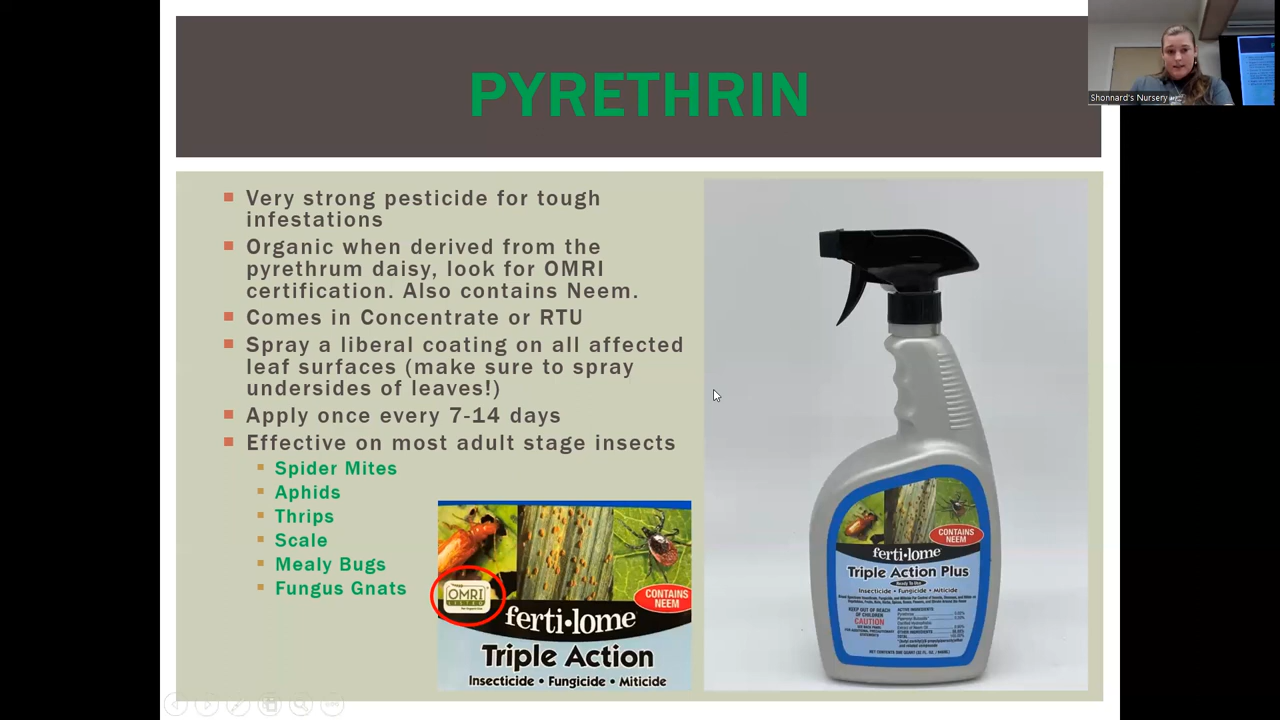 PYRETHRIN
Shonnard's Nursery
Very strong pesticide for tough
infestations
Organic when derived from the
pyrethrum daisy, look for OMRI
certification. Also contains Neem.
Comes in Concentrate or RTU
Spray a liberal coating on all affected
leaf surfaces (make sure to spray
undersides of leaves!)
Apply once every 7-14 days
Effective on most adult stage insects
Spider Mites
Aphids
Thrips
Scale
Mealy Bugs
Fungus Gnats
OMRI
CONTAINS
NEEM
ferti•lome
Triple Action
Insecticide • Fungicide • Miticide
CONTAINS
NEEM
ferti•lome
Triple Action Plus
Ready To Use
Insecticide • Fungicide • Miticide
KEEP OUT OF REACH
OF CHILDREN
CAUTION
ACTIVE INGREDIENTS: